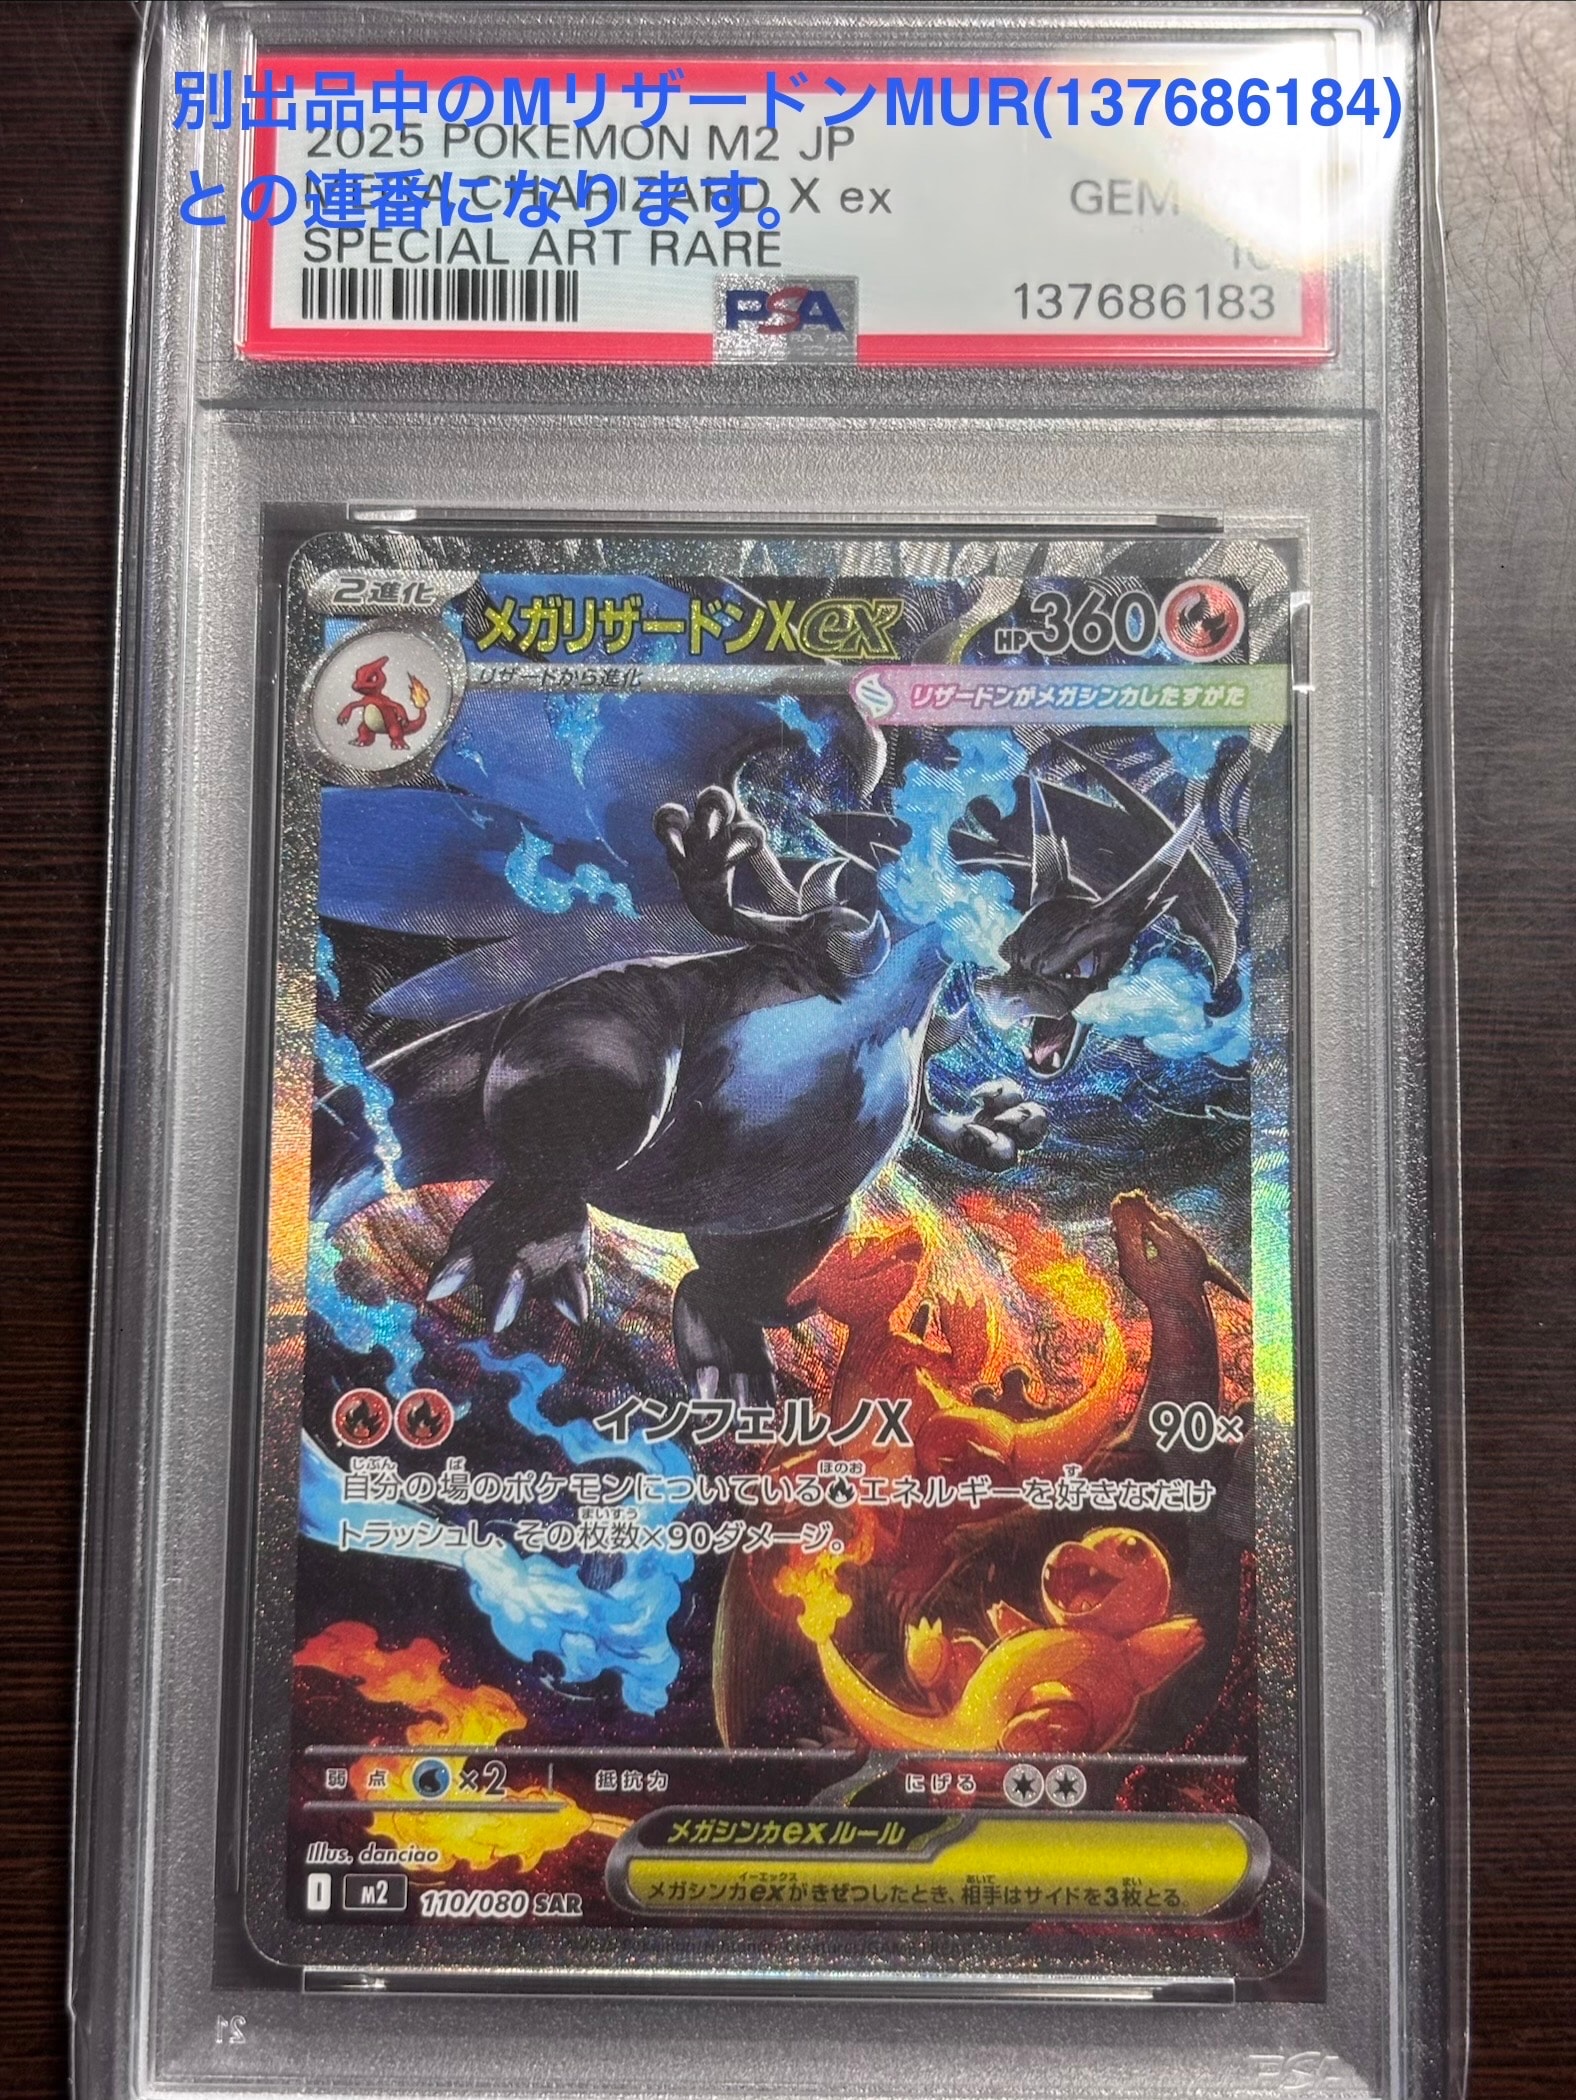 別出品中のMリザードンMUR(137686184)
2025 POKEMON M2 JP
との連番になります。
MEGA CHARIZARD X ex
GEM
SPECIAL ART RARE
PSA
137686183
2進化
メガリザードンXex
HP360
リザードから進化
リザードンがメガシンカしたすがた
インフェルノX
90×
自分の場のポケモンについているエネルギーを好きなだけ
トラッシュし、その枚数×90ダメージ。
弱点 ×2 抵抗力 にげる
メガシンカexルール
メガシンカexがきぜつしたとき、相手はサイドを3枚とる。
Illus. danciao
I M2 110/080 SAR